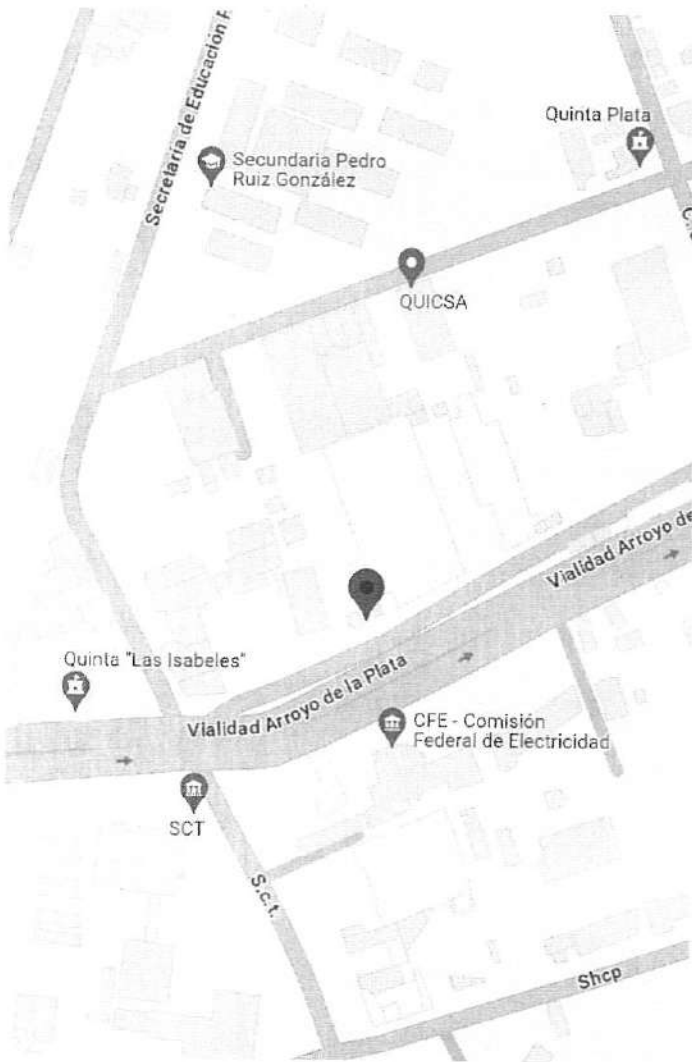 Secretaría de Educación P
Quinta Plata
Secundaria Pedro
Ruiz González
QUICSA
Vialidad Arroyo de
Quinta "Las Isabeles"
Vialidad Arroyo de la Plata
CFE - Comisión
Federal de Electricidad
SCT
S.c.t.
Shcp